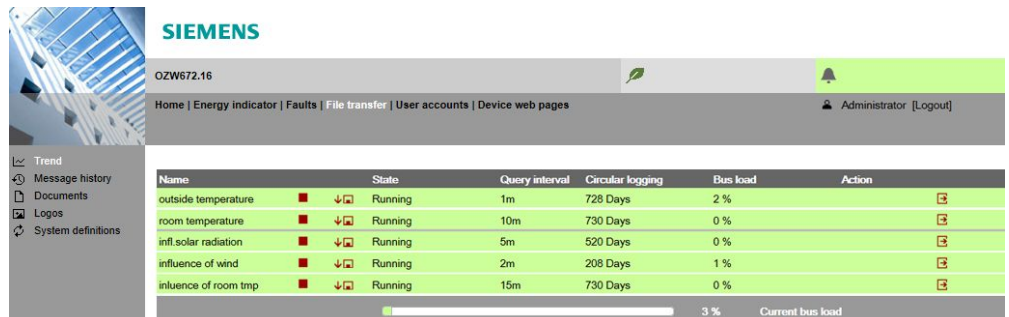 SIEMENS
OZW672.16
Home | Energy indicator | Faults | File transfer | User accounts | Device web pages
Administrator [Logout]
Trend
Message history
Documents
Logos
System definitions
Name State Query interval Circular logging Bus load Action
outside temperature Running 1m 728 Days 2 %
room temperature Running 10m 730 Days 0 %
infl.solar radiation Running 5m 520 Days 0 %
influence of wind Running 2m 208 Days 1 %
inluence of room tmp Running 15m 730 Days 0 %
3 % Current bus load